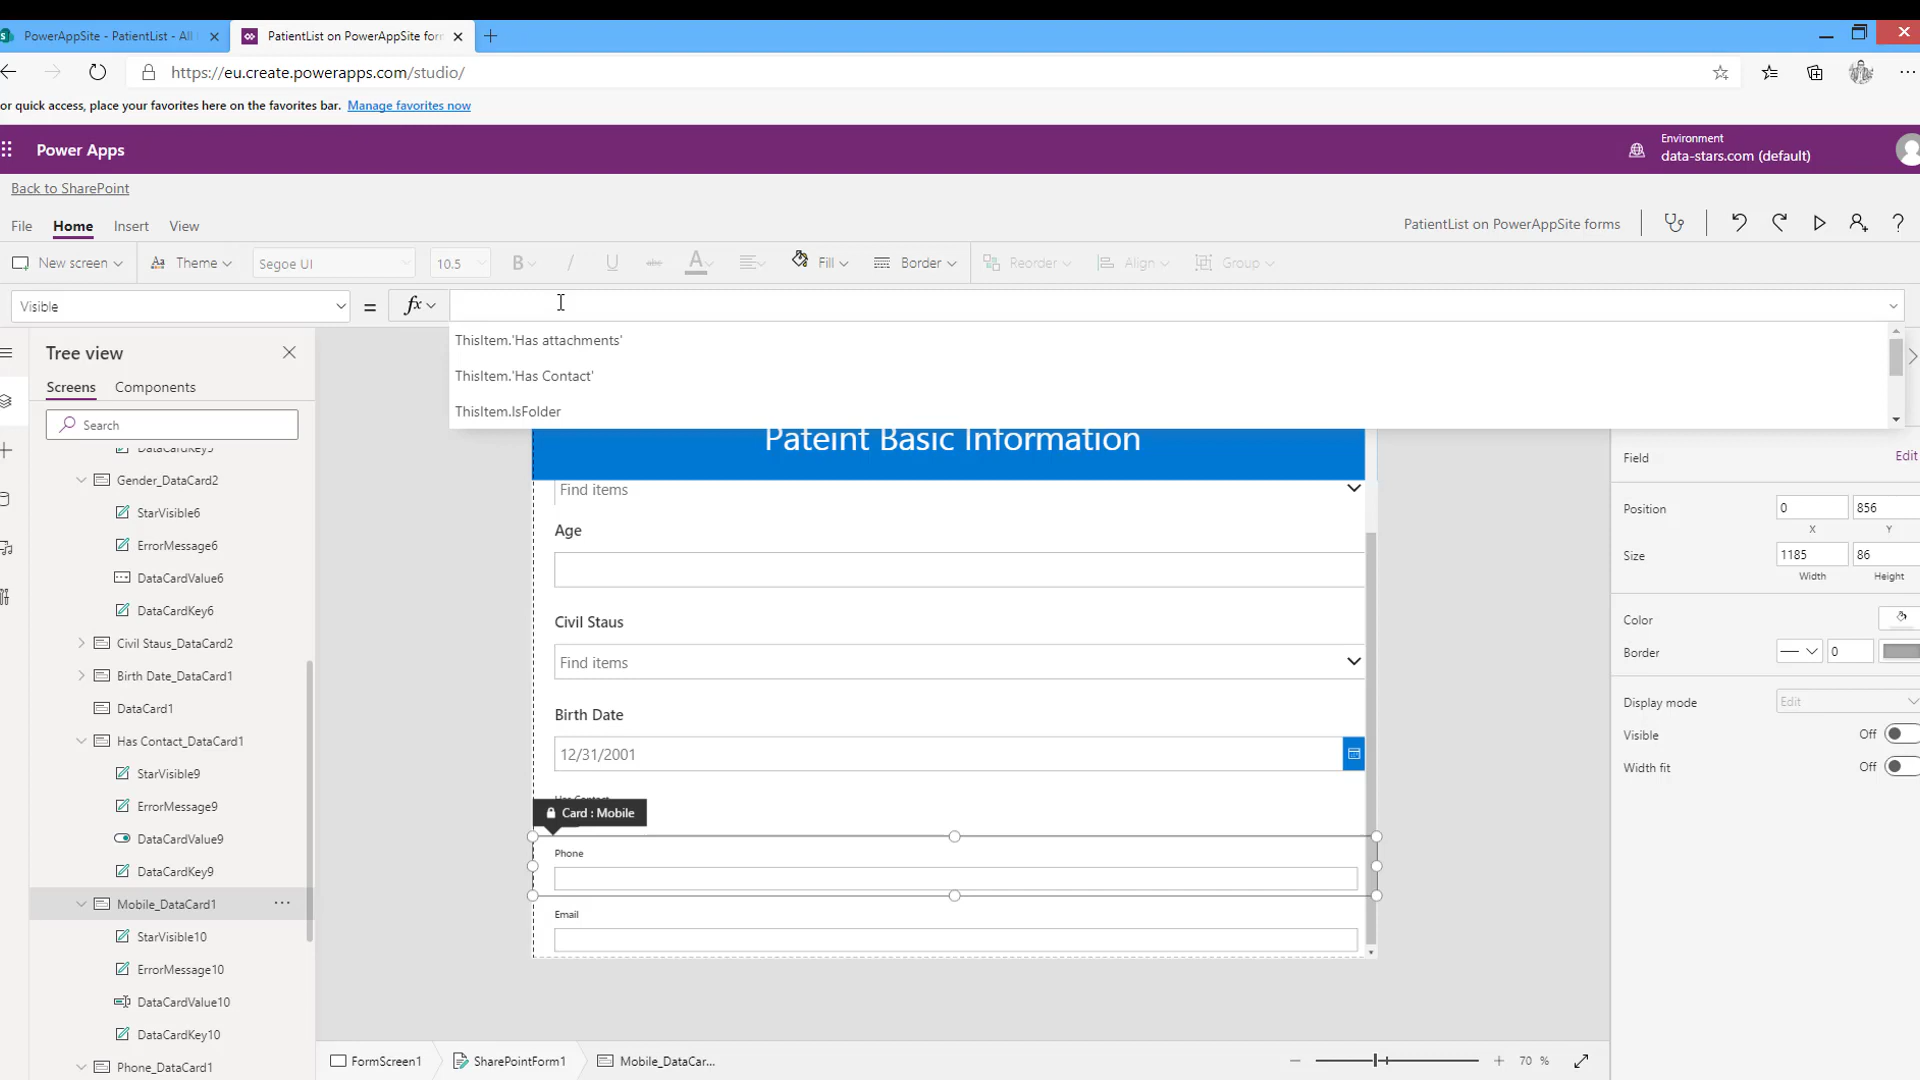 PowerAppSite - PatientList - All
PatientList on PowerAppSite for
https://eu.create.powerapps.com/studio/
or quick access, place your favorites here on the favorites bar. Manage favorites now
Power Apps
Environment
data-stars.com (default)
Back to SharePoint
File Home Insert View
PatientList on PowerAppSite forms
New screen Theme Segoe UI 10.5 B / U abc A Fill Border Reorder Align Group
Visible = fx
ThisItem.'Has attachments'
ThisItem.'Has Contact'
ThisItem.IsFolder
Tree view
Screens Components
Search
Gender_DataCard2
StarVisible6
ErrorMessage6
DataCardValue6
DataCardKey6
Civil Staus_DataCard2
Birth Date_DataCard1
DataCard1
Has Contact_DataCard1
StarVisible9
ErrorMessage9
DataCardValue9
DataCardKey9
Mobile_DataCard1
StarVisible10
ErrorMessage10
DataCardValue10
DataCardKey10
Phone_DataCard1
Pateint Basic Information
Find items
Age
Civil Staus
Find items
Birth Date
12/31/2001
Card : Mobile
Phone
Email
Field Edit
Position 0 856
X Y
Size 1185 86
Width Height
Color
Border 0
Display mode Edit
Visible Off
Width fit Off
FormScreen1 SharePointForm1 Mobile_DataCar...
70 %